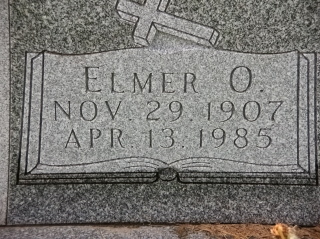 ELMER O.
NOV. 29. 1907
APR. 13. 1985